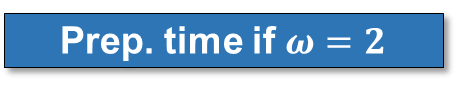 Prep. time if 𝝎 = 𝟐